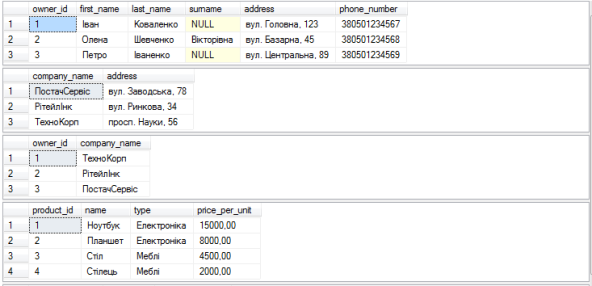 owner_id first_name last_name surname address phone_number
1 1 Іван Коваленко NULL вул. Головна, 123 380501234567
2 2 Олена Шевченко Вікторівна вул. Базарна, 45 380501234568
3 3 Петро Іваненко NULL вул. Центральна, 89 380501234569
company_name address
1 ПостачСервіс вул. Заводська, 78
2 РітейлІнк вул. Ринкова, 34
3 ТехноКорп просп. Науки, 56
owner_id company_name
1 1 ТехноКорп
2 2 РітейлІнк
3 3 ПостачСервіс
product_id name type price_per_unit
1 1 Ноутбук Електроніка 15000,00
2 2 Планшет Електроніка 8000,00
3 3 Стіл Меблі 4500,00
4 4 Стілець Меблі 2000,00